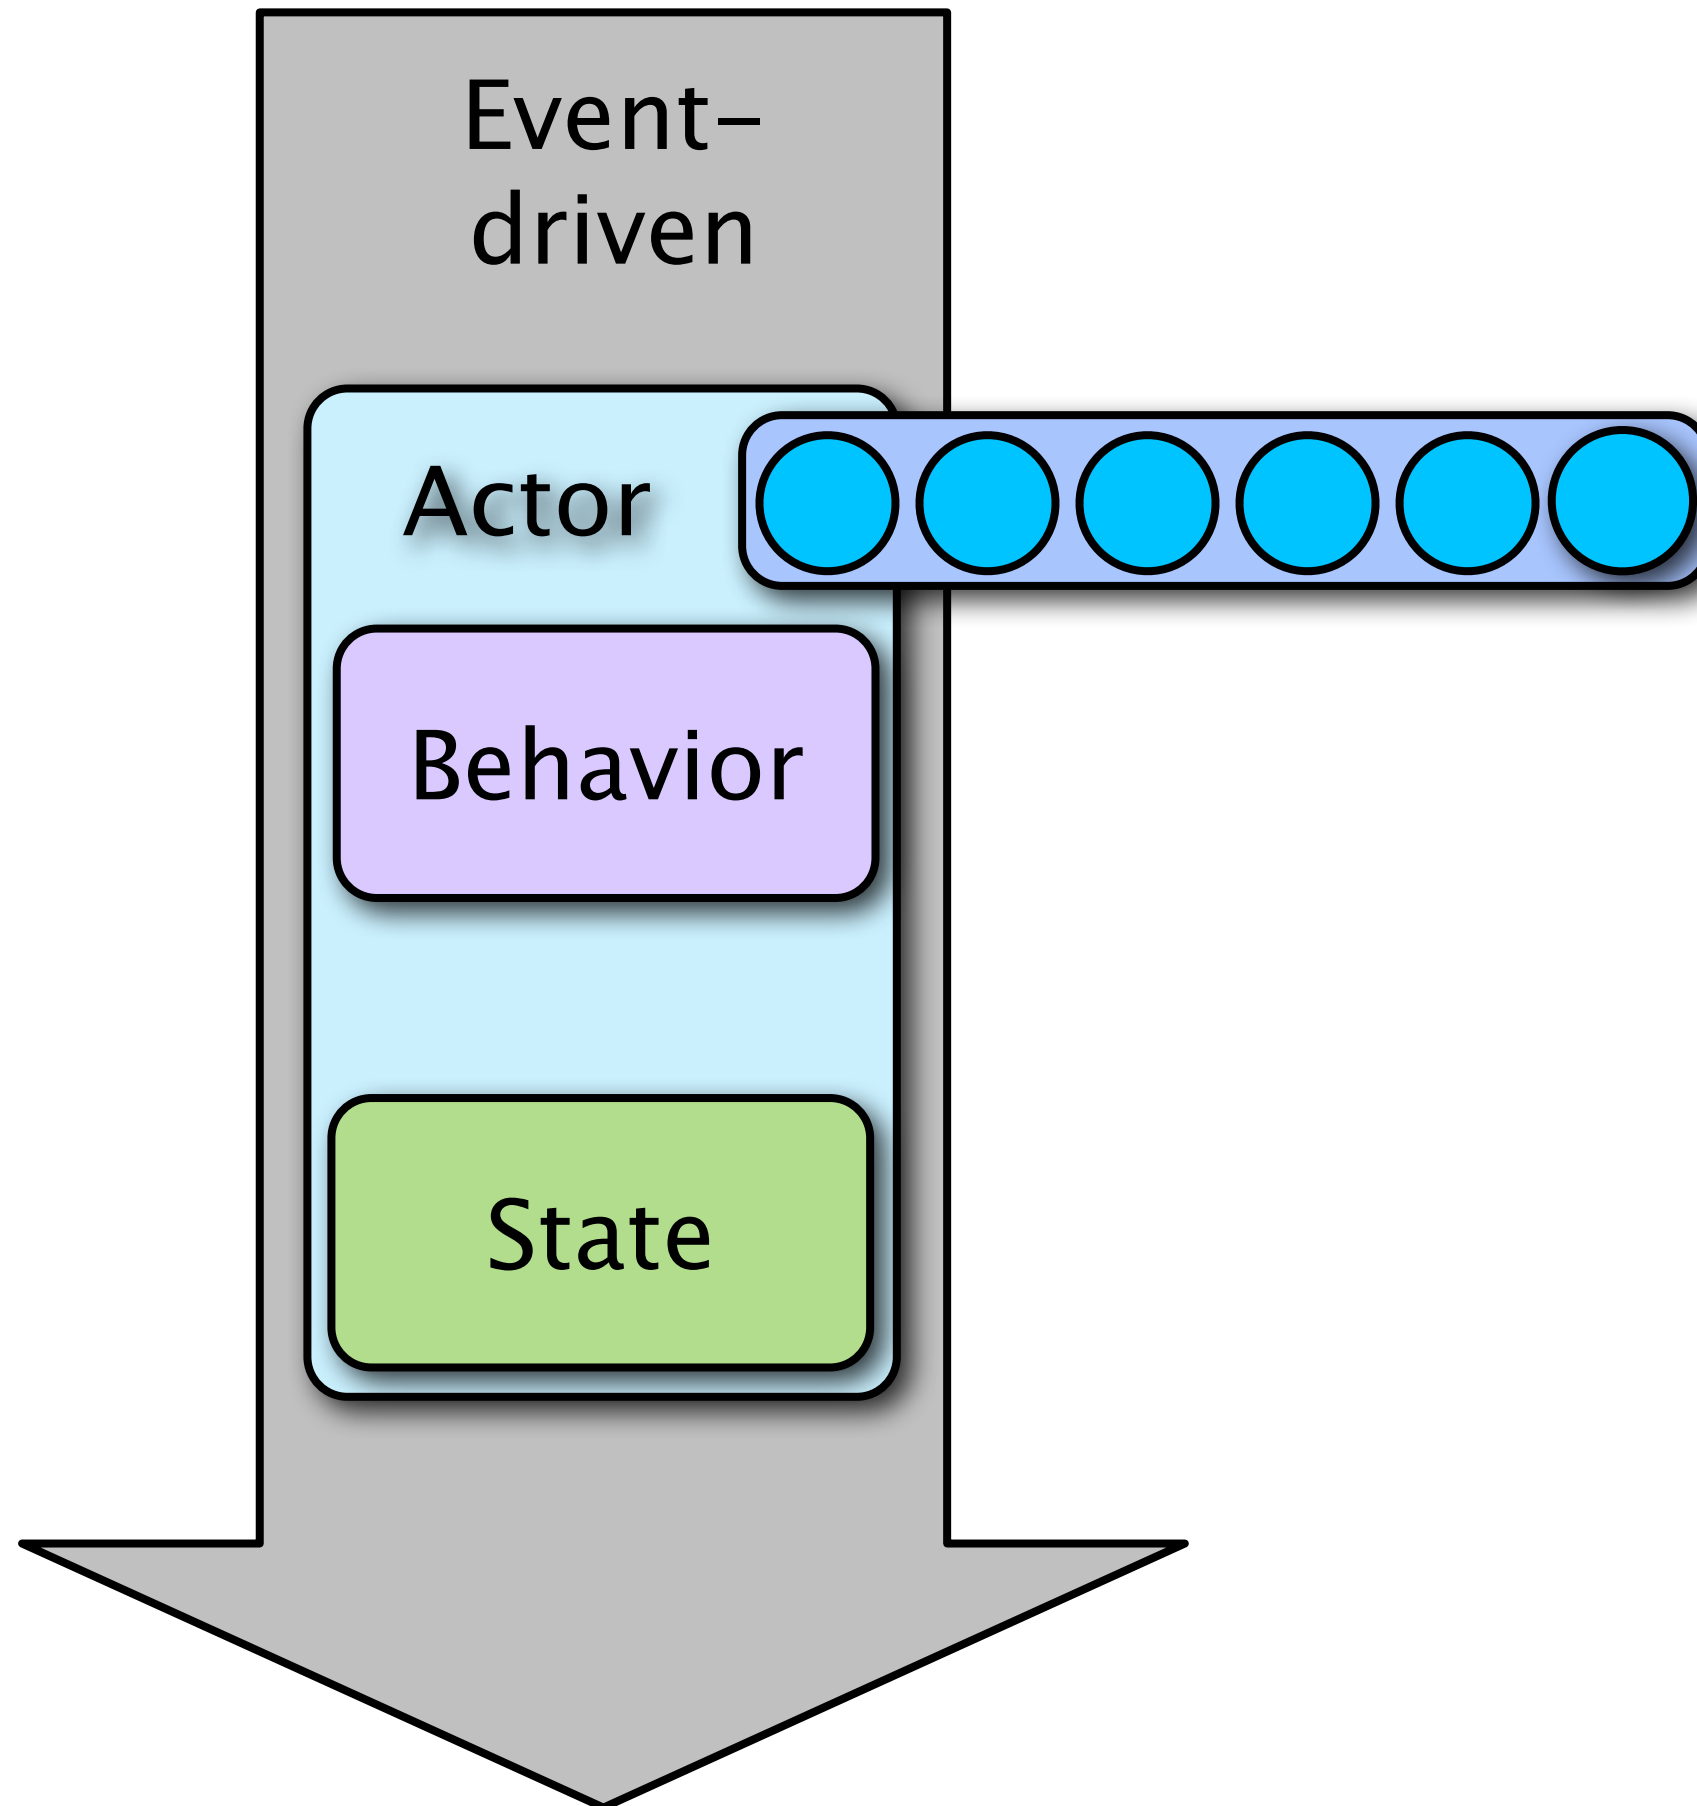 Event-
driven
Actor
Behavior
State